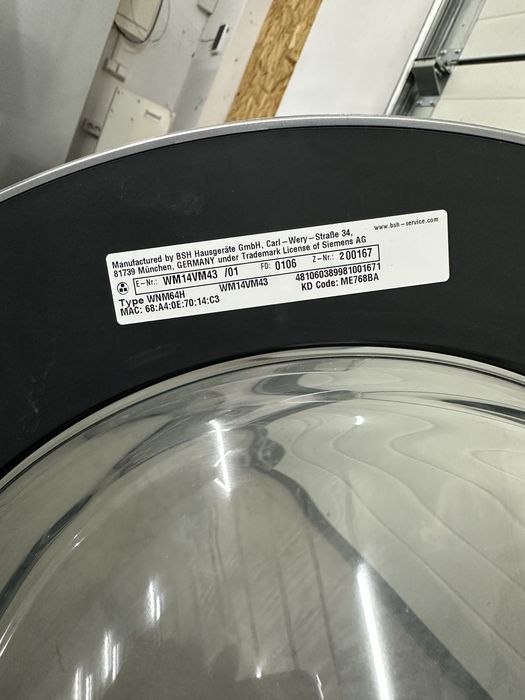 Manufactured by BSH Hausgeräte GmbH, Carl-Wery-Straße 34,
www.bsh-service.com
81739 München, GERMANY under Trademark License of Siemens AG
E-Nr.: WM14VM43 /01 FD: 0106 Z-Nr.: 200167
Type WNM64H WM14VM43 481060389981001671
MAC: 68:A4:0E:70:14:C3 KD Code: ME768BA